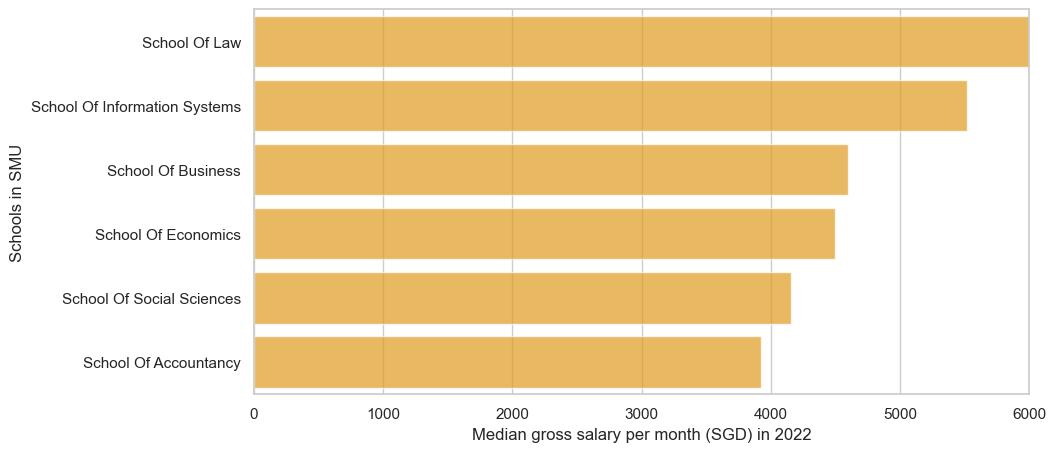 School Of Law
School Of Information Systems
School Of Business
School Of Economics
School Of Social Sciences
School Of Accountancy
Schools in SMU
0 1000 2000 3000 4000 5000 6000
Median gross salary per month (SGD) in 2022